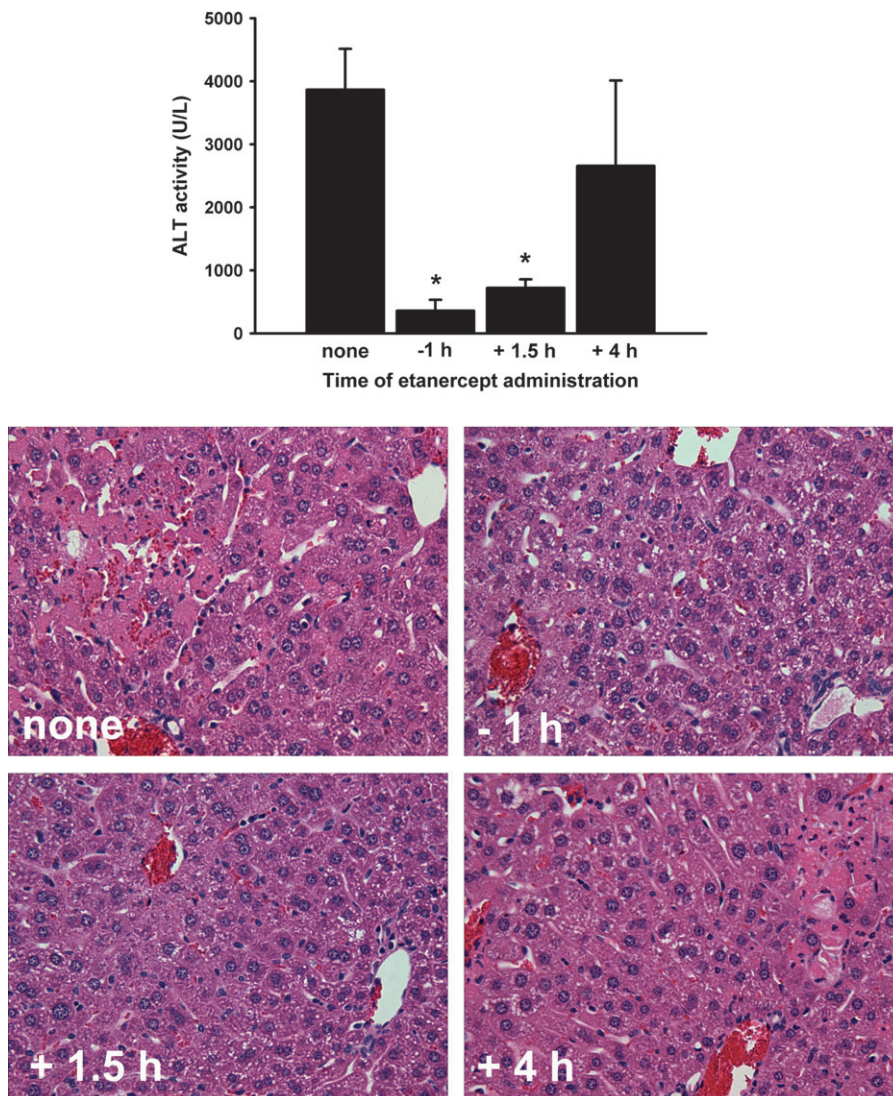 5000
4000
3000
2000
1000
0
ALT activity (U/L)
*
*
none
-1 h
+ 1.5 h
+ 4 h
Time of etanercept administration
none
- 1 h
+ 1.5 h
+ 4 h